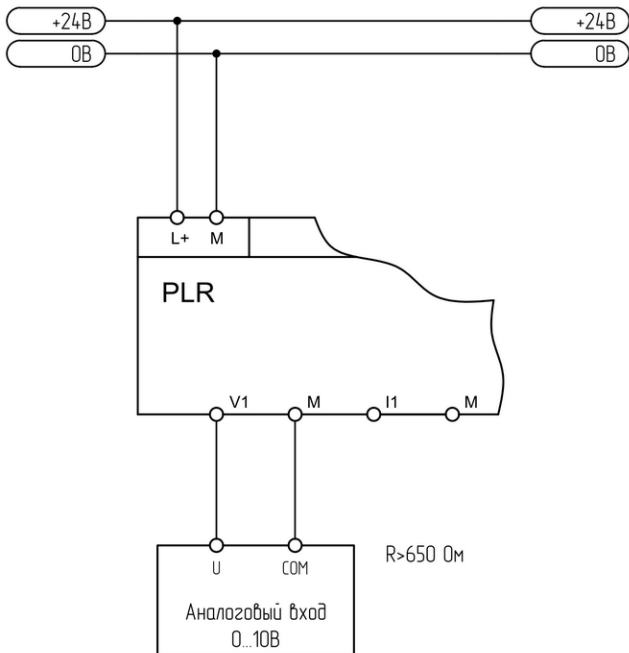 +24В +24В
0В 0В
L+ M
PLR
V1 M I1 M
U COM R>650 Ом
Аналоговый вход
0...10В